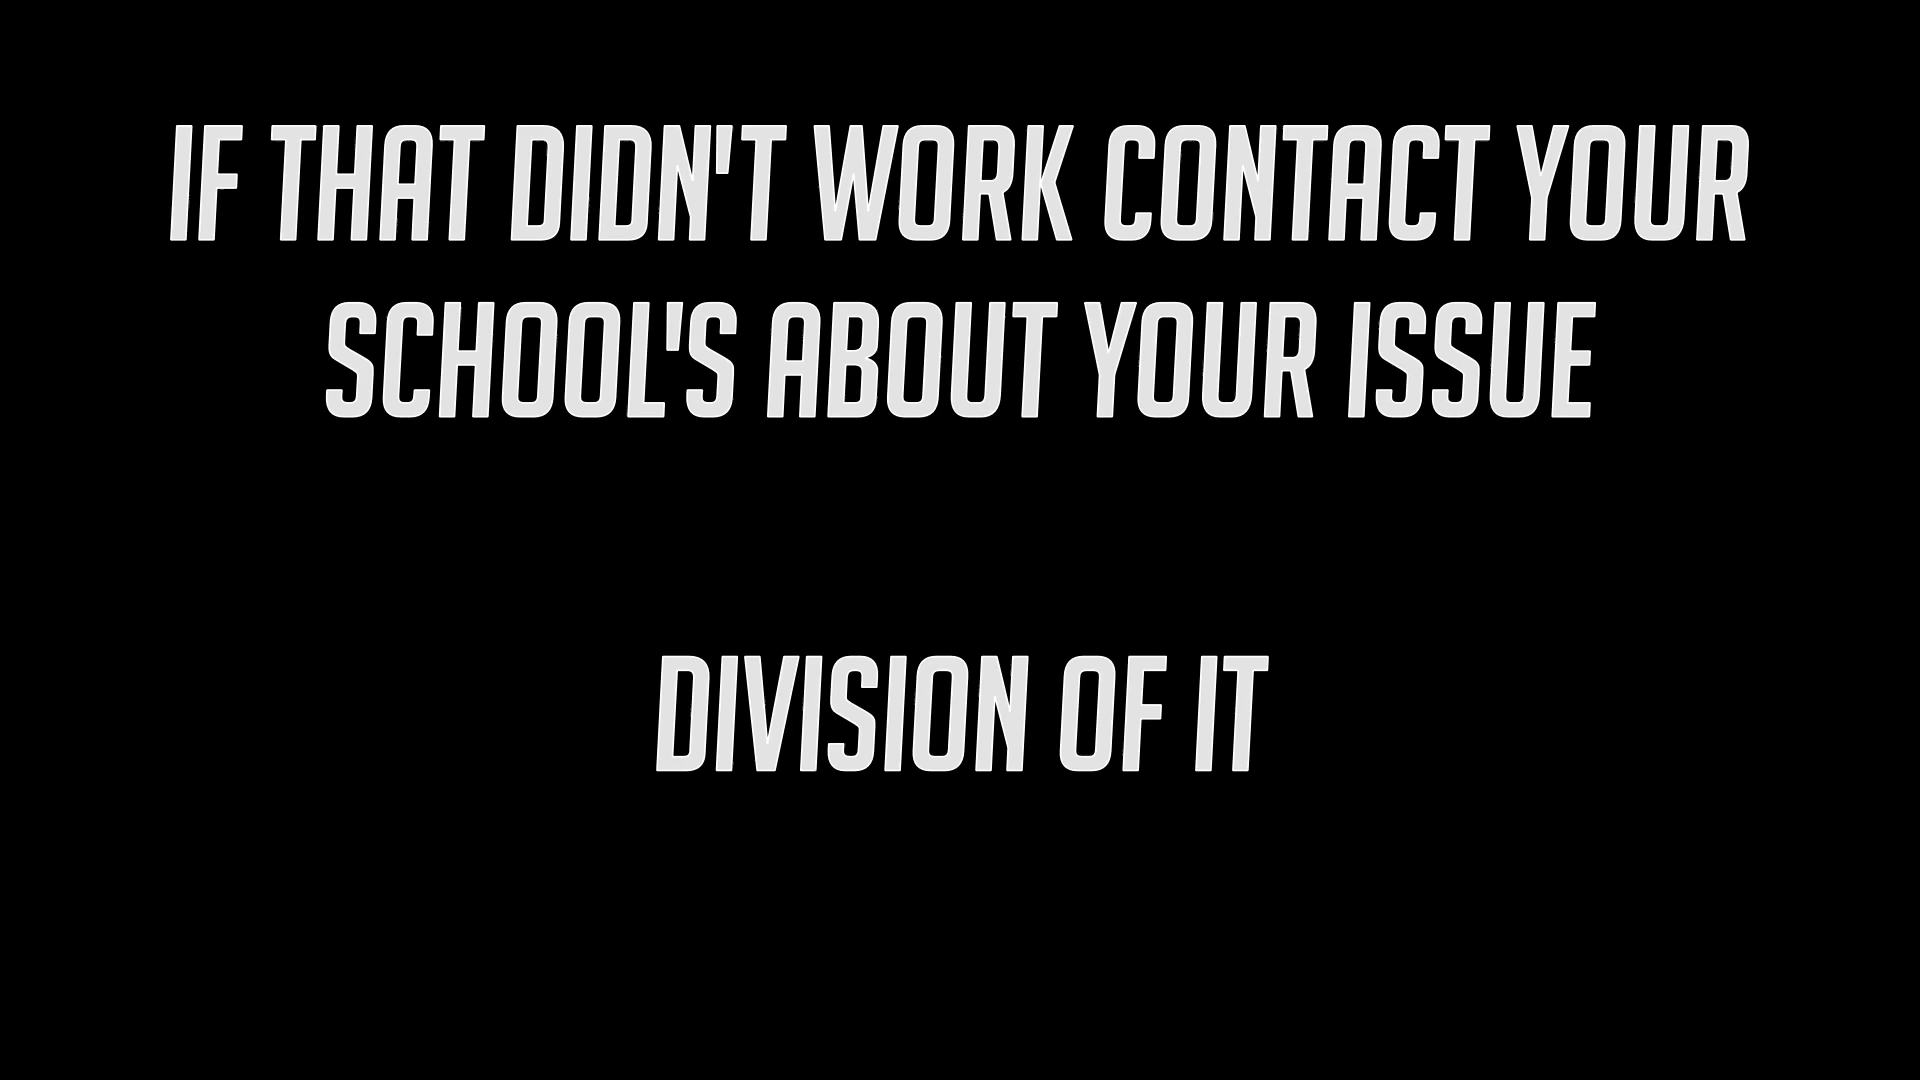 IF THAT DIDN'T WORK CONTACT YOUR
SCHOOL'S ABOUT YOUR ISSUE
DIVISION OF IT